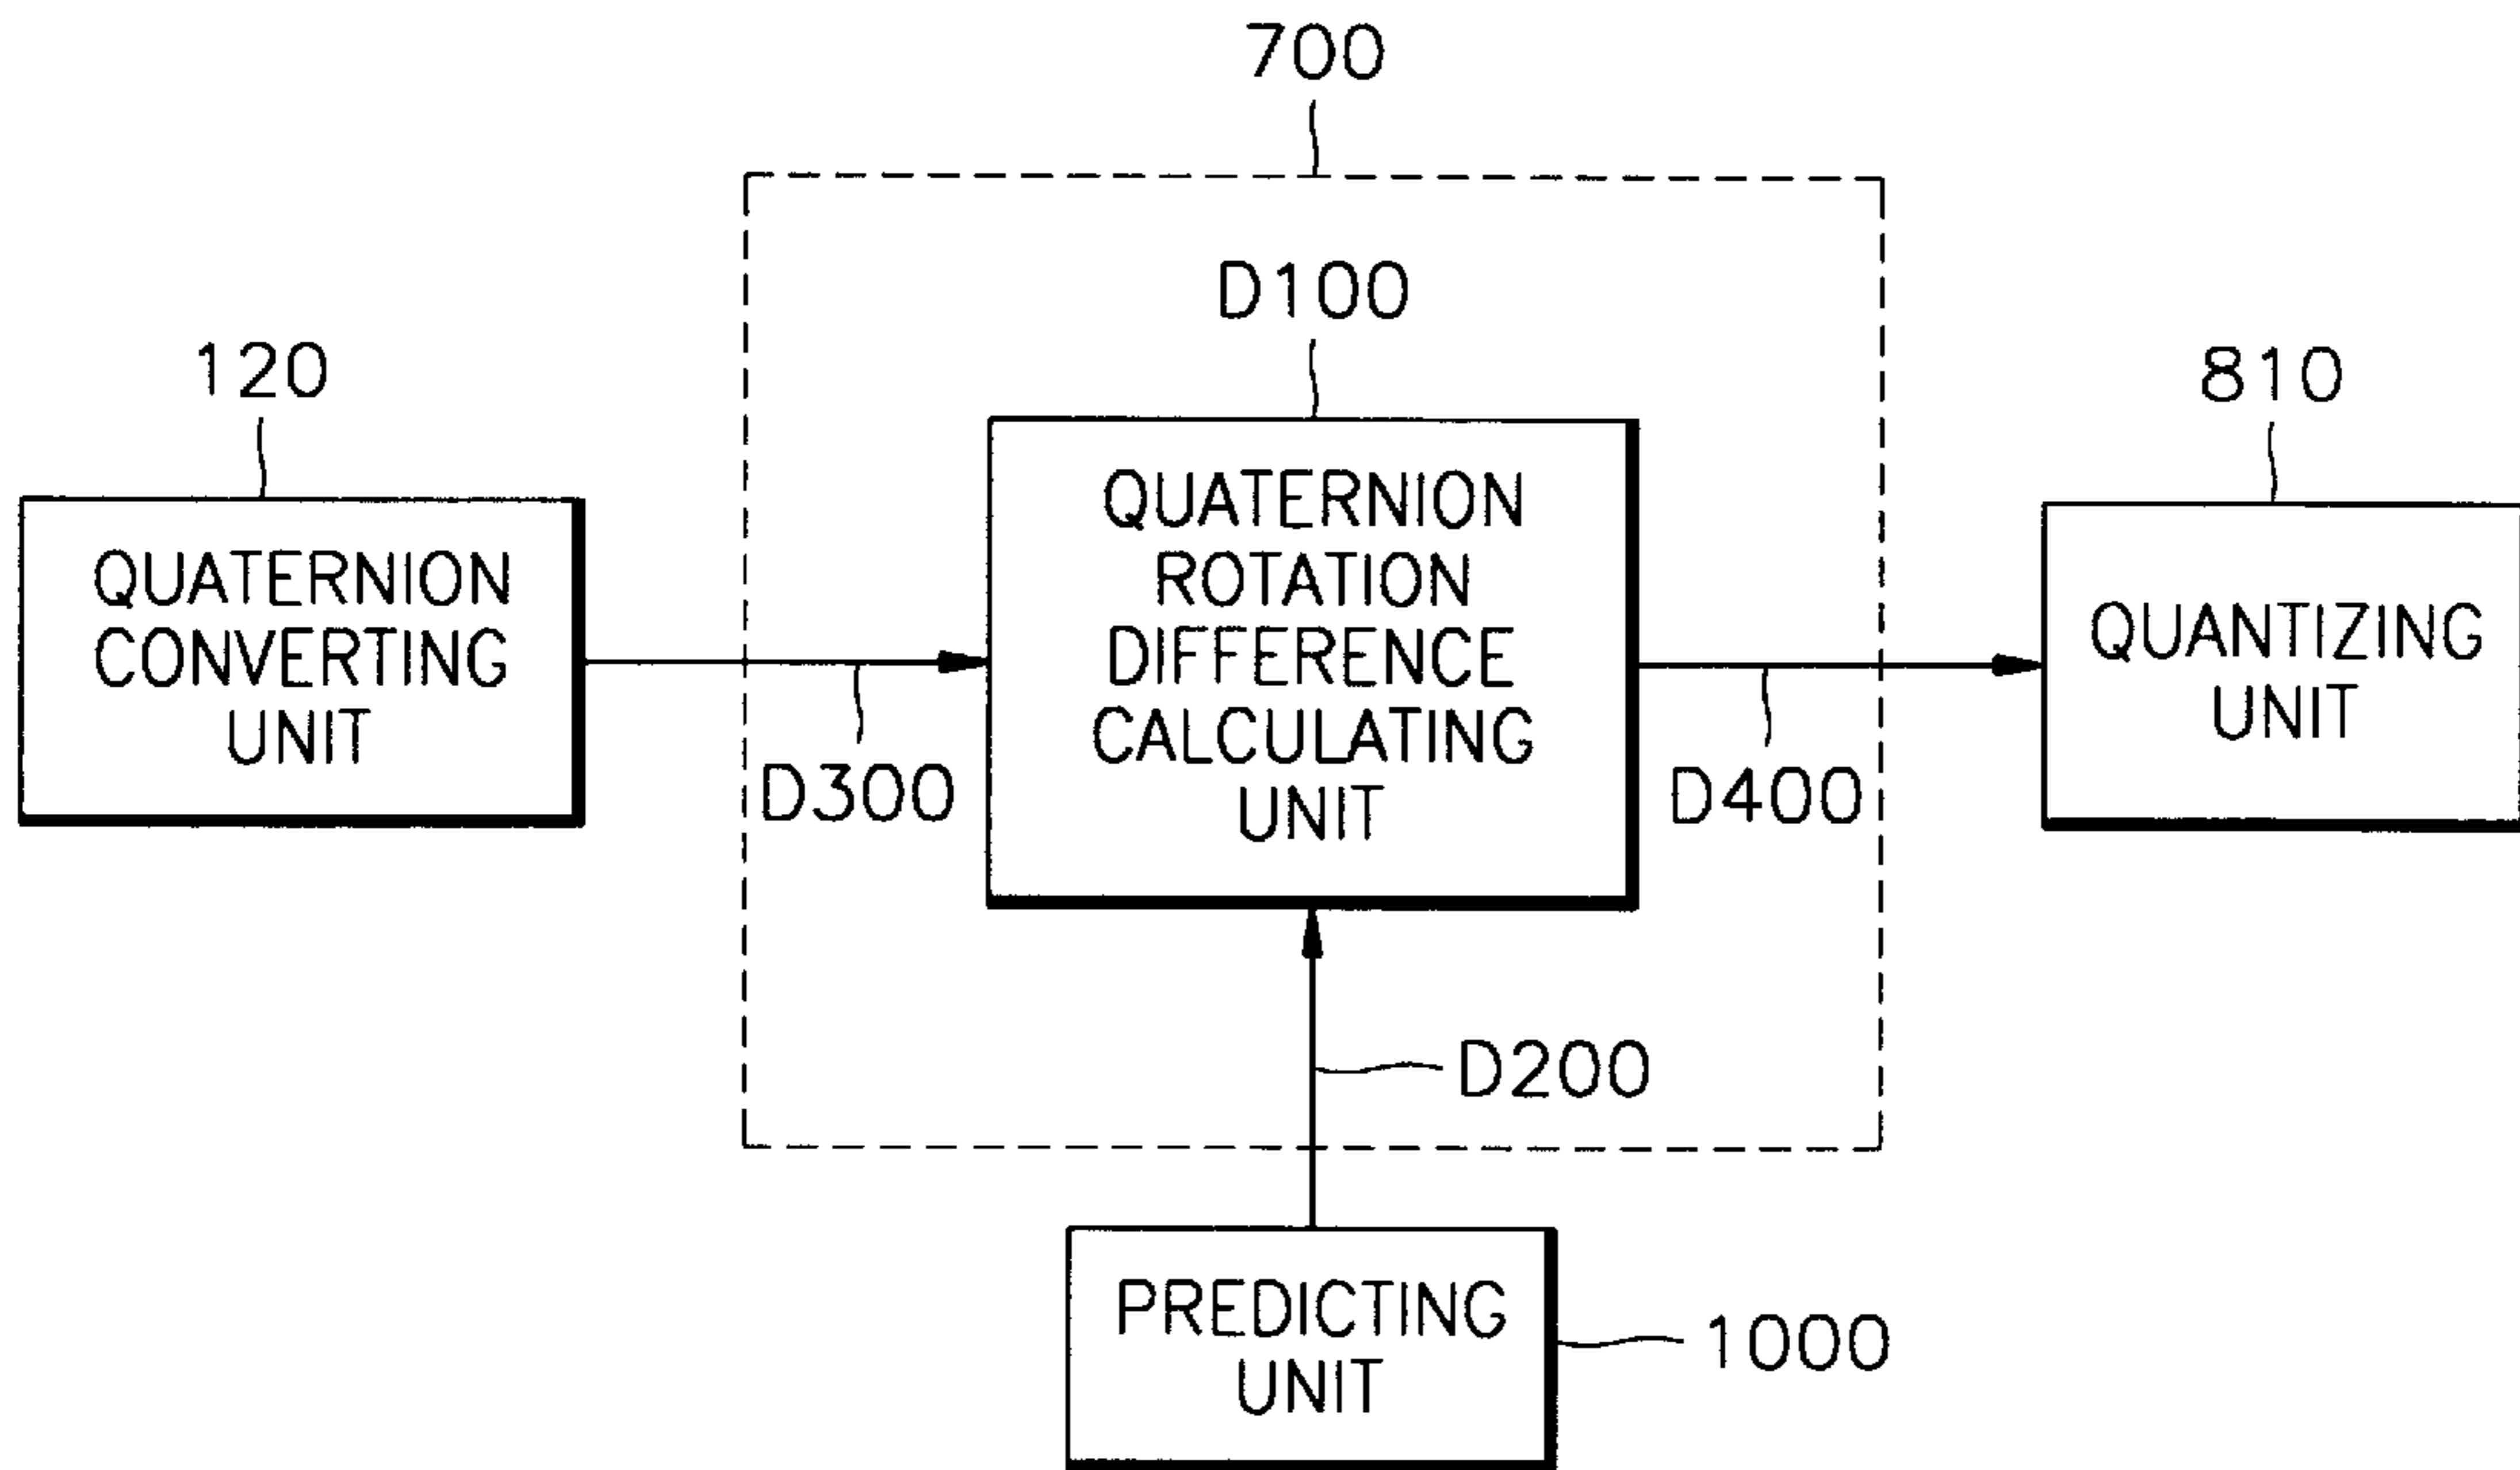 700
D100
120
810
QUATERNION
CONVERTING
UNIT
QUATERNION
ROTATION
DIFFERENCE
CALCULATING
UNIT
QUANTIZING
UNIT
D300
D400
D200
PREDICTING
UNIT
1000